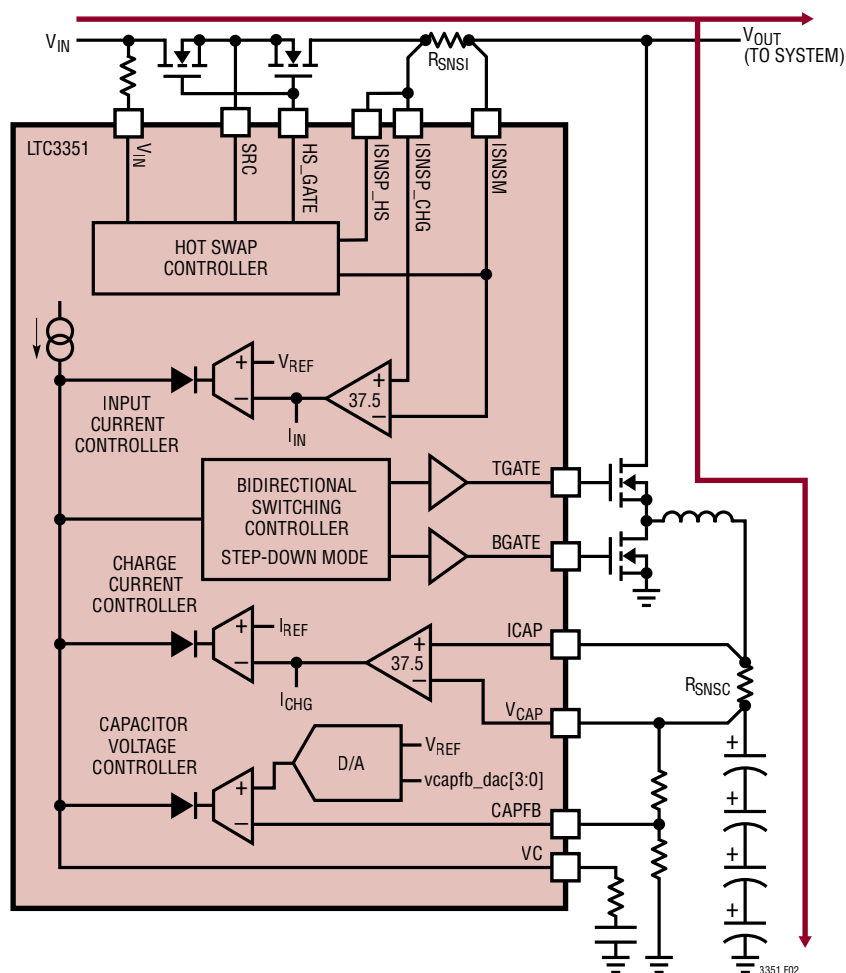 VIN
RSNSI
VOUT
(TO SYSTEM)
LTC3351
VIN
SRC
HS_GATE
ISNSP_HS
ISNSP_CHG
ISNSM
HOT SWAP
CONTROLLER
+
VREF
–
37.5
+
–
IIN
INPUT
CURRENT
CONTROLLER
BIDIRECTIONAL
SWITCHING
CONTROLLER
STEP-DOWN MODE
TGATE
BGATE
CHARGE
CURRENT
CONTROLLER
+
IREF
–
37.5
+
–
ICHG
ICAP
VCAP
RSNSC
CAPACITOR
VOLTAGE
CONTROLLER
D/A
VREF
vcapfb_dac[3:0]
+
–
CAPFB
VC
+
+
+
+
3351 F02